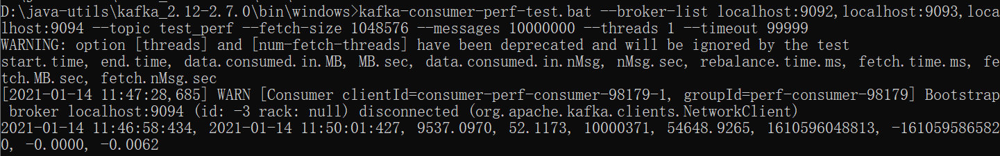 D:\java-utils\kafka_2.12-2.7.0\bin\windows>kafka-consumer-perf-test.bat --broker-list localhost:9092,localhost:9093,loca
lhost:9094 --topic test_perf --fetch-size 1048576 --messages 10000000 --threads 1 --timeout 99999
WARNING: option [threads] and [num-fetch-threads] have been deprecated and will be ignored by the test
start.time, end.time, data.consumed.in.MB, MB.sec, data.consumed.in.nMsg, nMsg.sec, rebalance.time.ms, fetch.time.ms, fe
tch.MB.sec, fetch.nMsg.sec
[2021-01-14 11:47:28,685] WARN [Consumer clientId=consumer-perf-consumer-98179-1, groupId=perf-consumer-98179] Bootstrap
 broker localhost:9094 (id: -3 rack: null) disconnected (org.apache.kafka.clients.NetworkClient)
2021-01-14 11:46:58:434, 2021-01-14 11:50:01:427, 9537.0970, 52.1173, 10000371, 54648.9265, 1610596048813, -161059586582
0, -0.0000, -0.0062